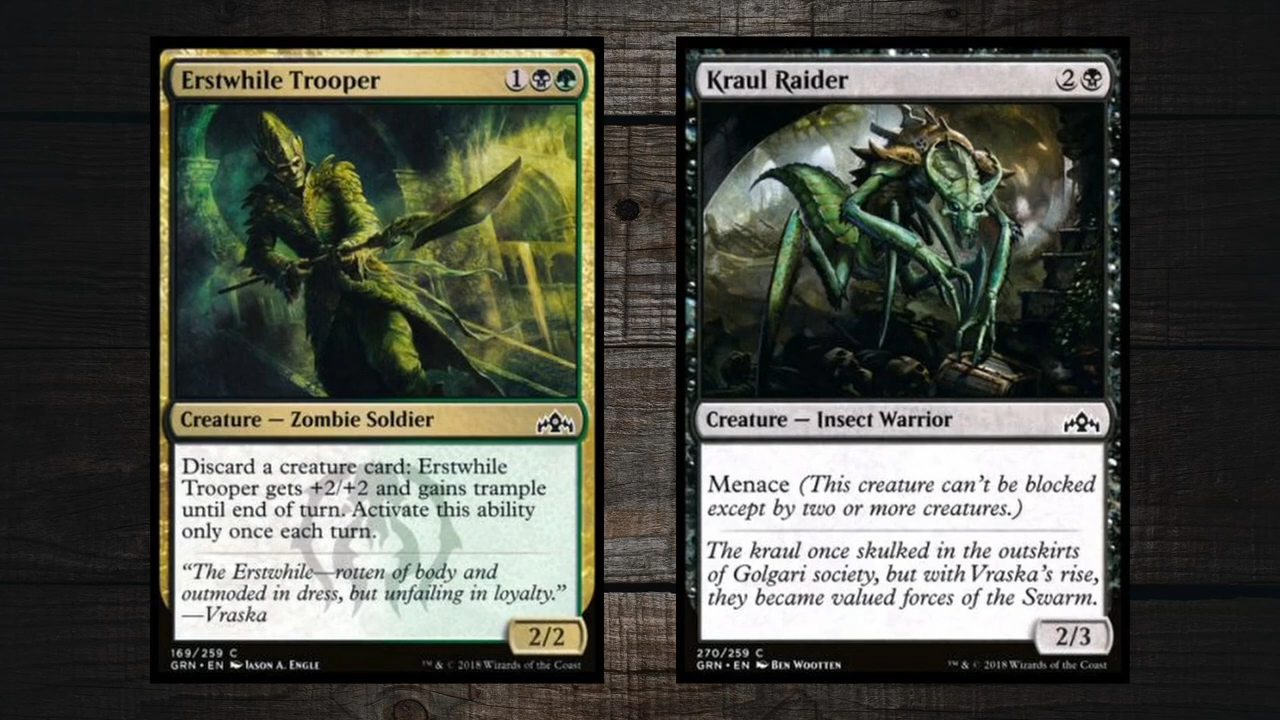 Erstwhile Trooper
1
Creature — Zombie Soldier
Discard a creature card: Erstwhile
Trooper gets +2/+2 and gains trample
until end of turn. Activate this ability
only once each turn.
“The Erstwhile—rotten of body and
outmoded in dress, but unfailing in loyalty.”
—Vraska
2/2
169/259 C
GRN • EN JASON A. ENGLE
™ & © 2018 Wizards of the Coast
Kraul Raider
2
Creature — Insect Warrior
Menace (This creature can’t be blocked
except by two or more creatures.)
The kraul once skulked in the outskirts
of Golgari society, but with Vraska’s rise,
they became valued forces of the Swarm.
2/3
270/259 C
GRN • EN BEN WOOTTEN
™ & © 2018 Wizards of the Coast